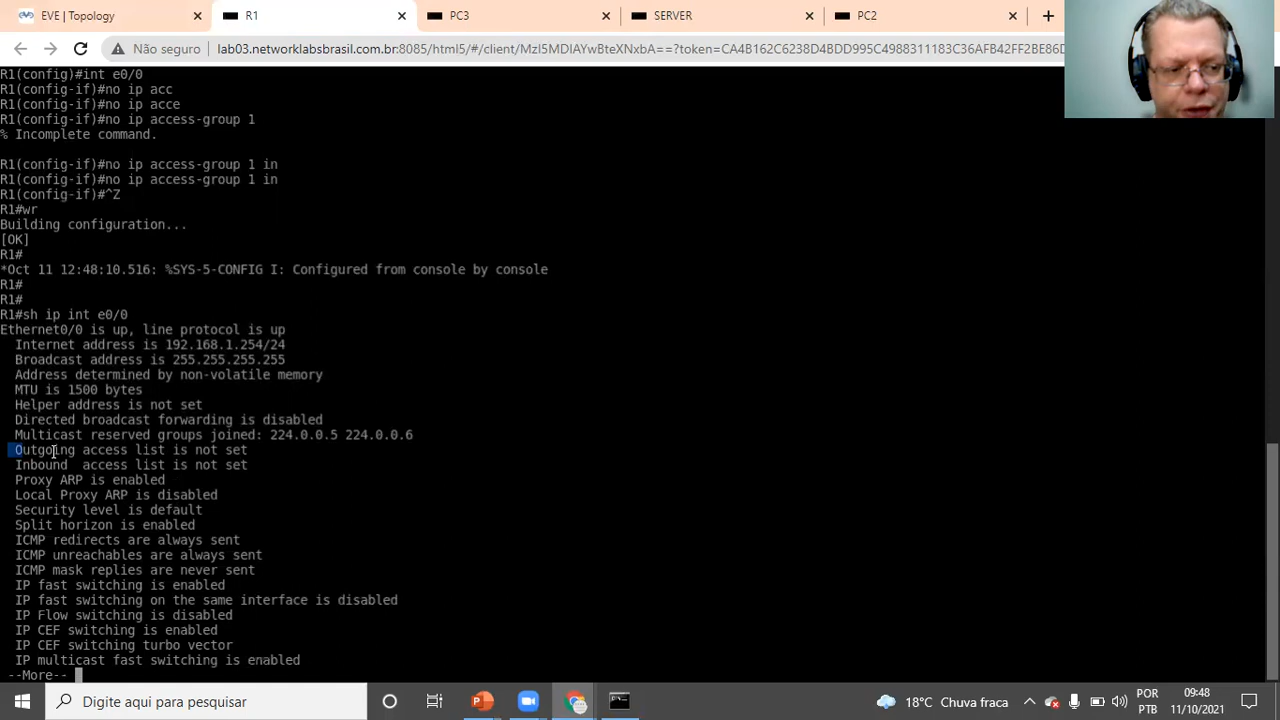 EVE | Topology
R1
PC3
SERVER
PC2
Não seguro
lab03.networklabsbrasil.com.br:8085/html5/#/client/MzI5MDIAYwBteXNxbA==?token=CA4B162C6238D4BDD995C4988311183C36AFB42FF2BE86D
R1(config)#int e0/0
R1(config-if)#no ip acc
R1(config-if)#no ip acce
R1(config-if)#no ip access-group 1
% Incomplete command.
R1(config-if)#no ip access-group 1 in
R1(config-if)#no ip access-group 1 in
R1(config-if)#^Z
R1#wr
Building configuration...
[OK]
R1#
*Oct 11 12:48:10.516: %SYS-5-CONFIG I: Configured from console by console
R1#
R1#
R1#sh ip int e0/0
Ethernet0/0 is up, line protocol is up
Internet address is 192.168.1.254/24
Broadcast address is 255.255.255.255
Address determined by non-volatile memory
MTU is 1500 bytes
Helper address is not set
Directed broadcast forwarding is disabled
Multicast reserved groups joined: 224.0.0.5 224.0.0.6
Outgoing access list is not set
Inbound  access list is not set
Proxy ARP is enabled
Local Proxy ARP is disabled
Security level is default
Split horizon is enabled
ICMP redirects are always sent
ICMP unreachables are always sent
ICMP mask replies are never sent
IP fast switching is enabled
IP fast switching on the same interface is disabled
IP Flow switching is disabled
IP CEF switching is enabled
IP CEF switching turbo vector
IP multicast fast switching is enabled
--More--
Digite aqui para pesquisar
18°C Chuva fraca
POR
PTB
09:48
11/10/2021